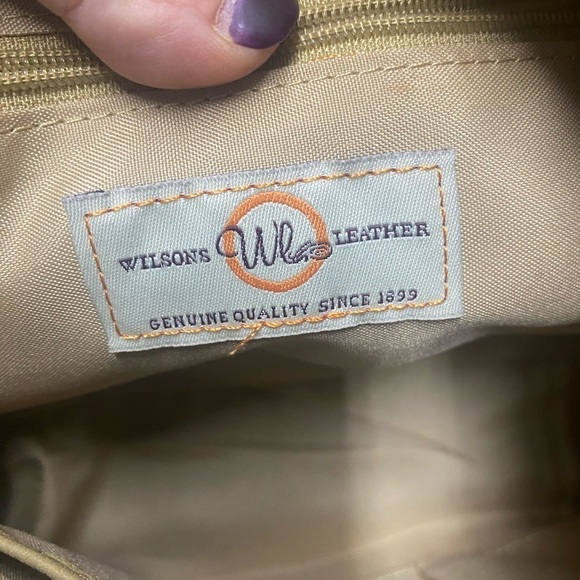 WILSONS Wl LEATHER
GENUINE QUALITY SINCE 1899